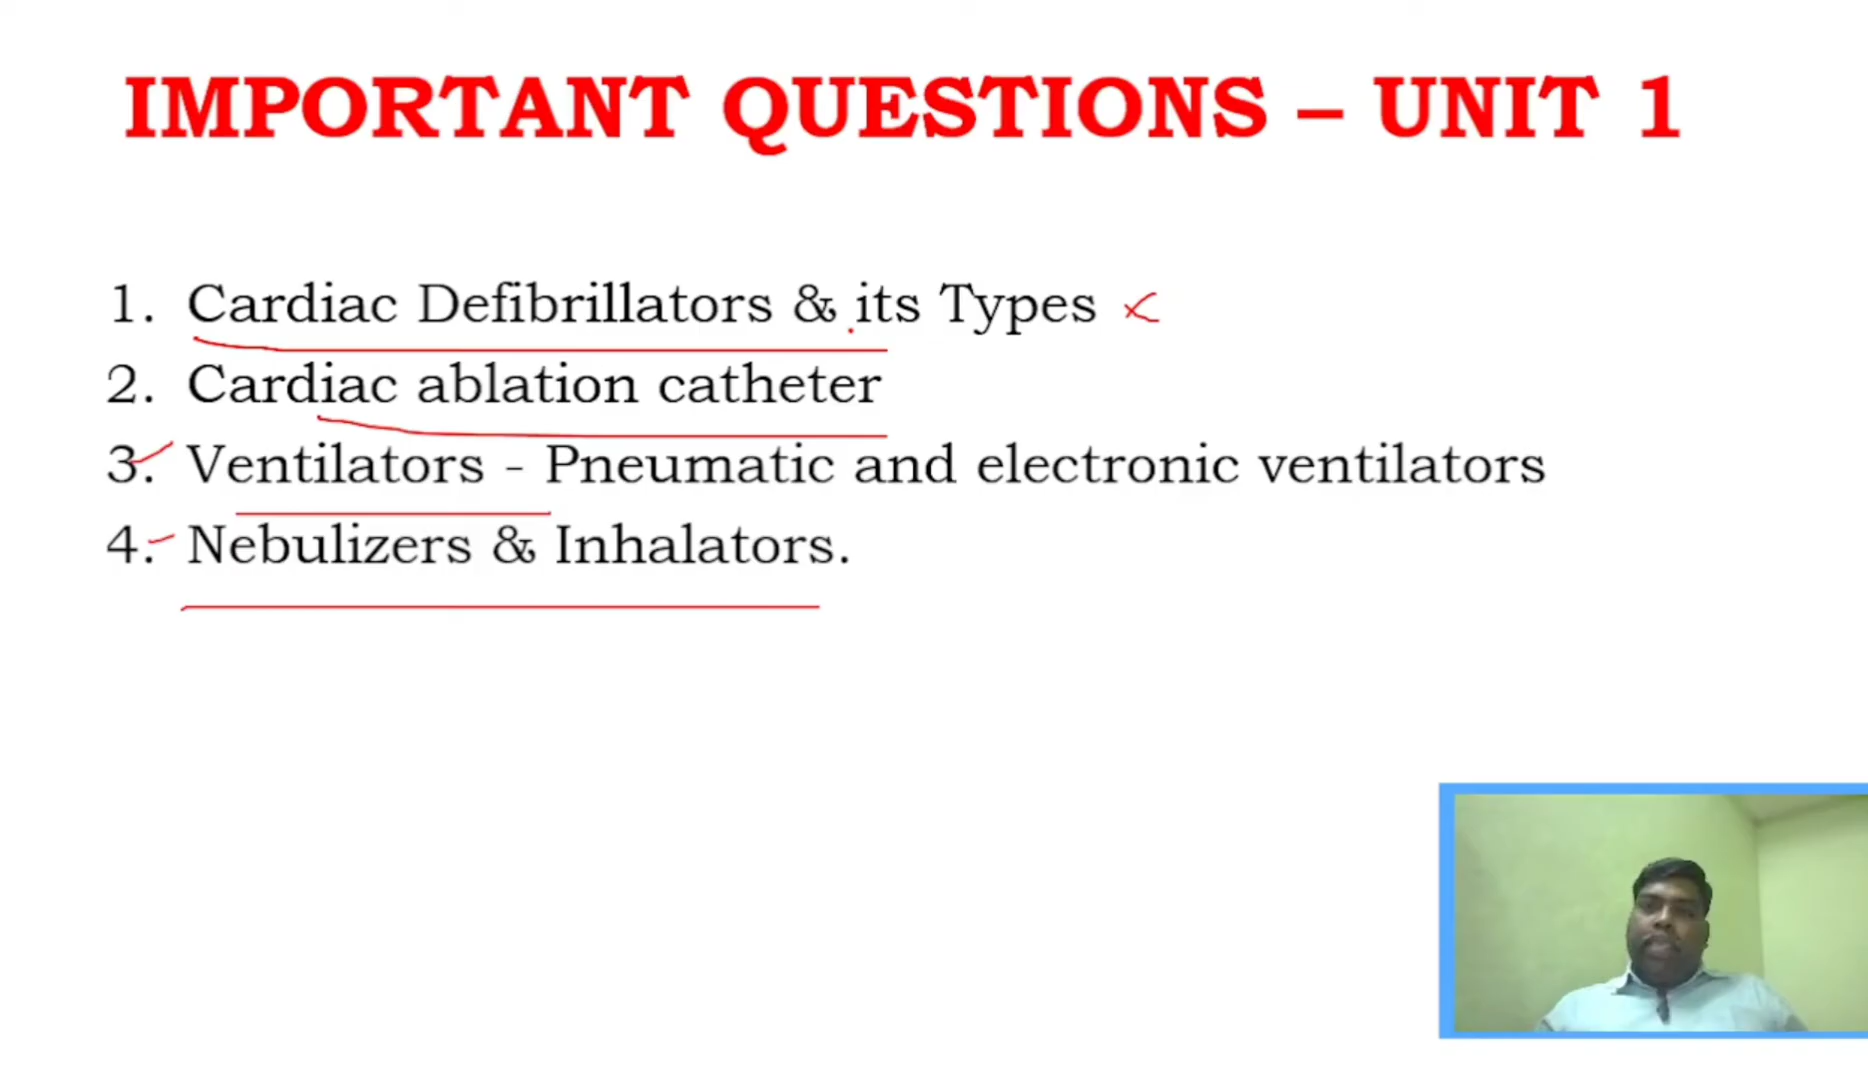 IMPORTANT QUESTIONS – UNIT 1
1. Cardiac Defibrillators & its Types
2. Cardiac ablation catheter
3. Ventilators - Pneumatic and electronic ventilators
4. Nebulizers & Inhalators.